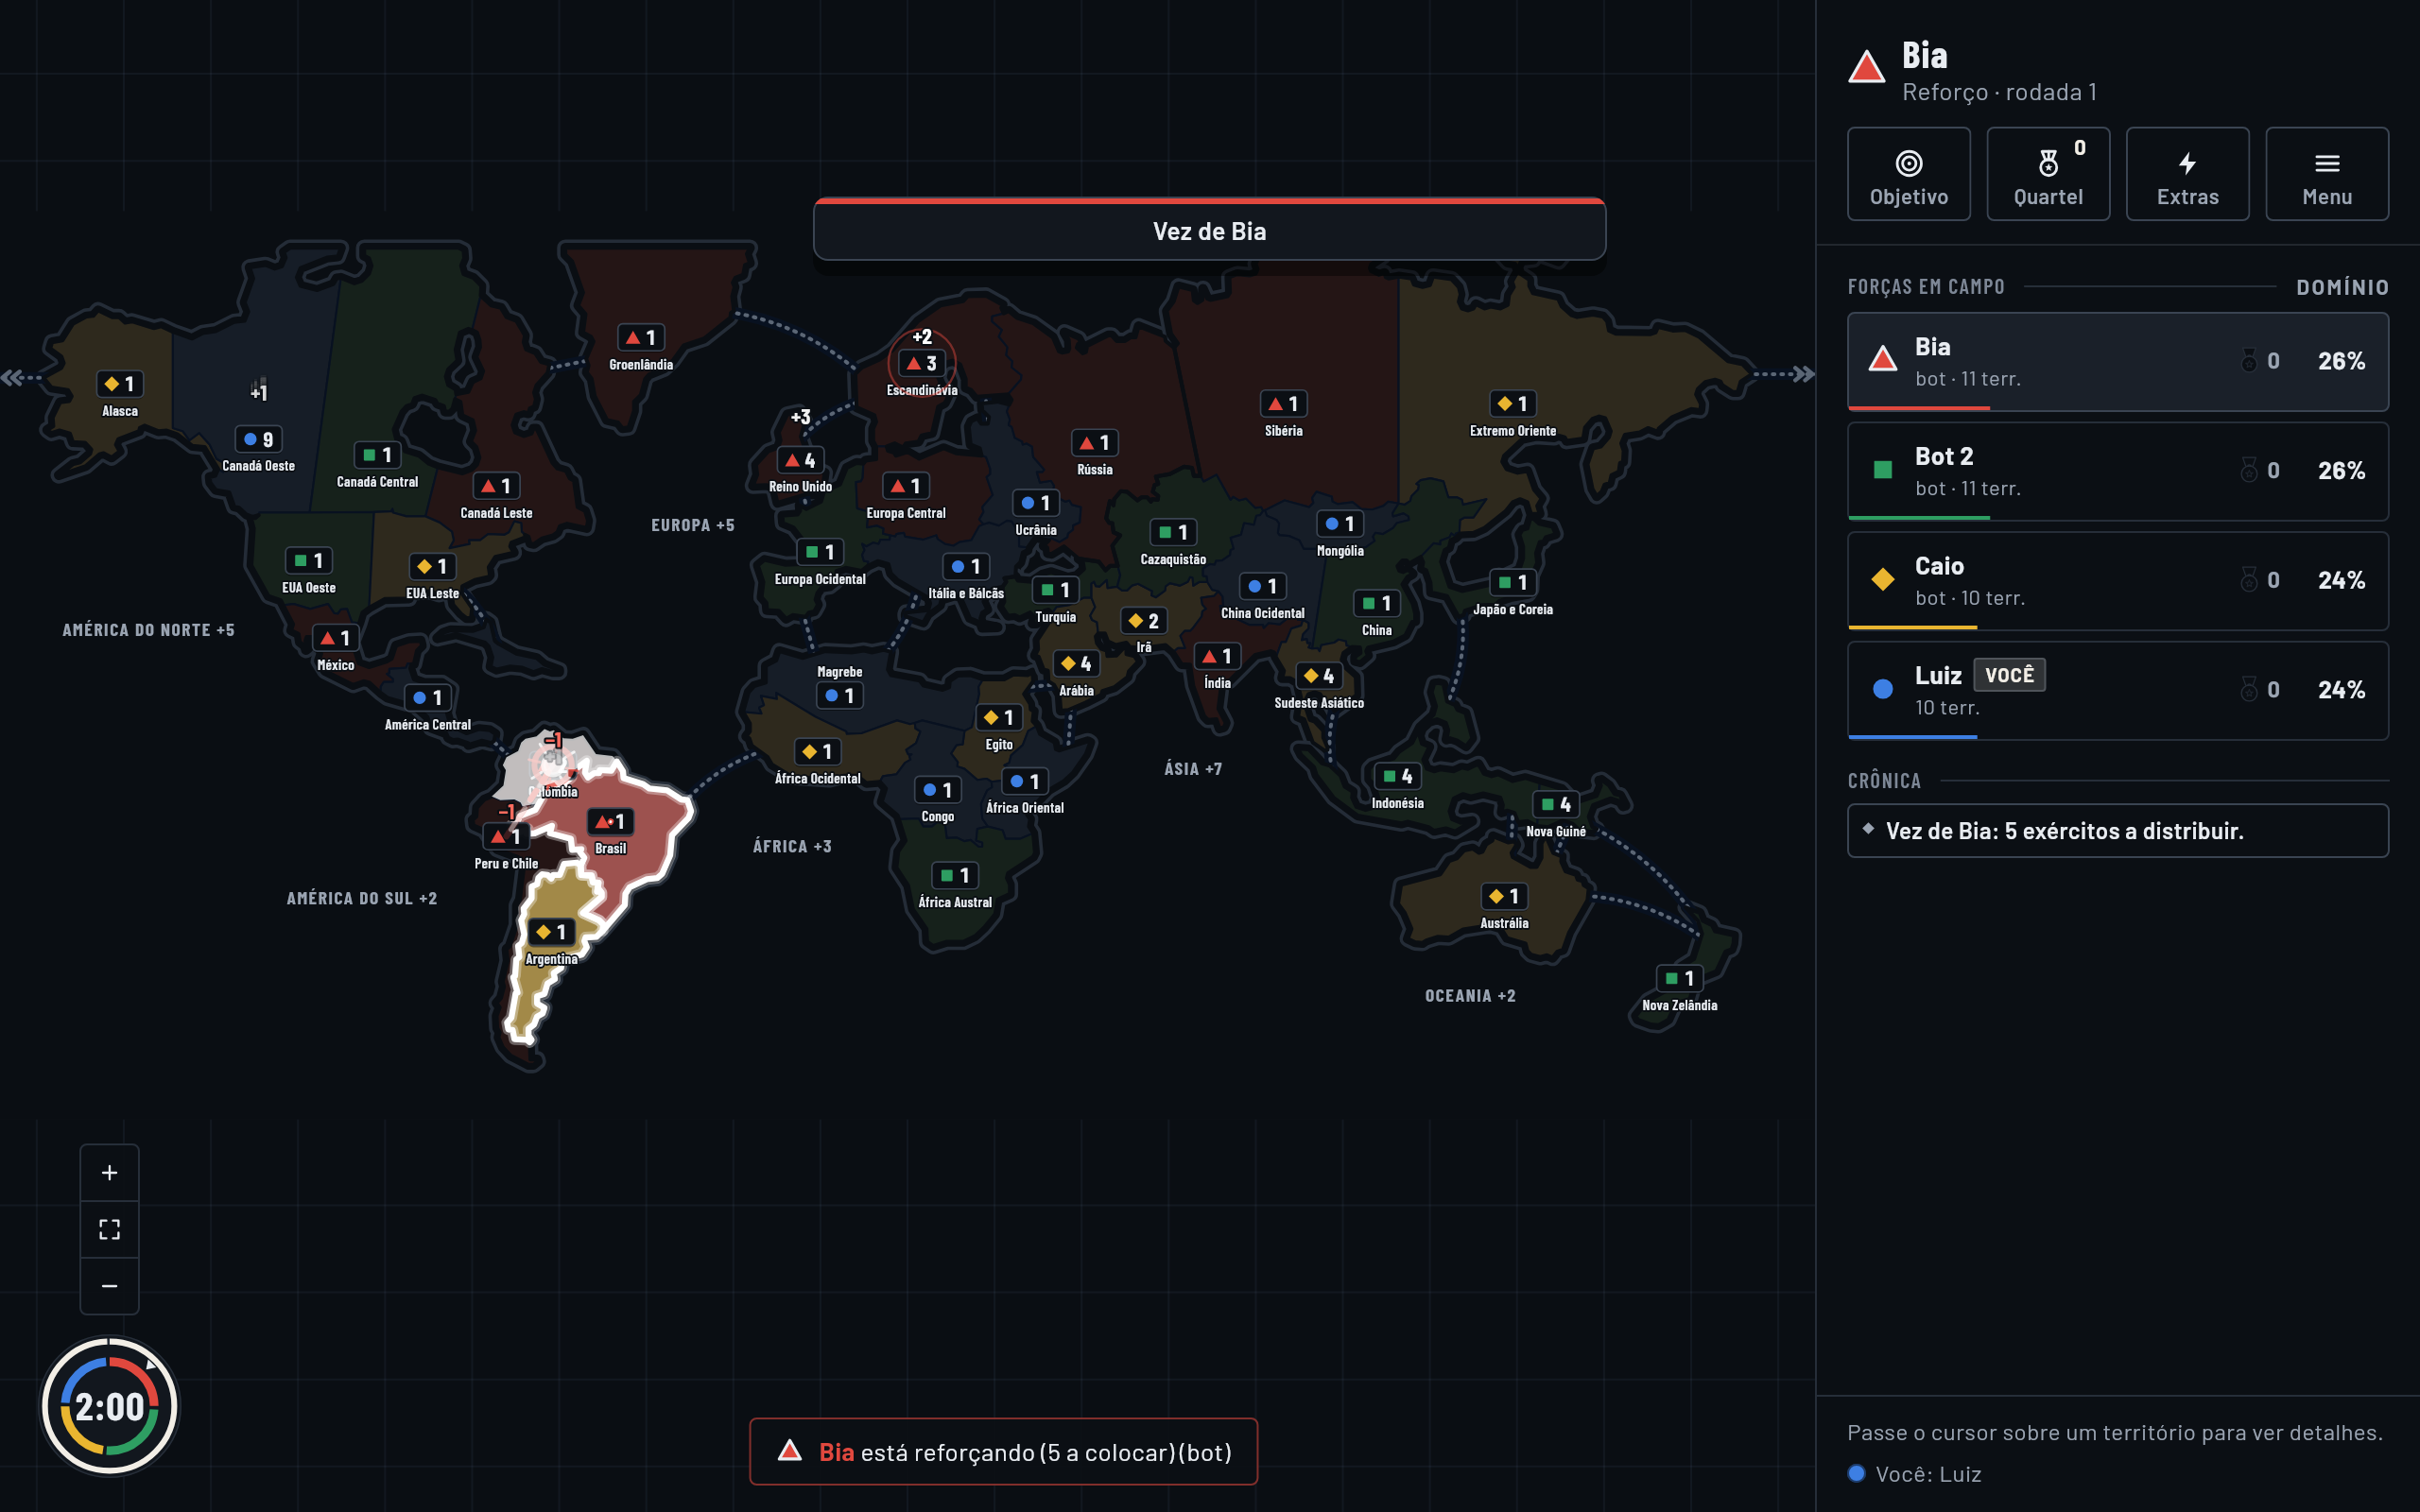 Bia
Reforço · rodada 1
Objetivo
0
Quartel
Extras
Menu
Vez de Bia
FORÇAS EM CAMPO
DOMÍNIO
Bia
bot · 11 terr.
0
26%
Bot 2
bot · 11 terr.
0
26%
Caio
bot · 10 terr.
0
24%
Luiz VOCÊ
10 terr.
0
24%
CRÔNICA
Vez de Bia: 5 exércitos a distribuir.
Passe o cursor sobre um território para ver detalhes.
Você: Luiz
1
Alasca
+1
9
Canadá Oeste
1
Canadá Central
1
Canadá Leste
1
Groenlândia
1
EUA Oeste
1
EUA Leste
1
México
1
América Central
AMÉRICA DO NORTE +5
+2
3
Escandinávia
+3
4
Reino Unido
1
Europa Central
1
Ucrânia
1
Rússia
1
Europa Ocidental
1
Itália e Bálcãs
EUROPA +5
1
Sibéria
1
Extremo Oriente
1
Cazaquistão
1
Mongólia
1
China Ocidental
1
China
1
Japão e Coreia
1
Turquia
2
Irã
4
Arábia
1
Índia
4
Sudeste Asiático
ÁSIA +7
Magrebe
1
1
Egito
1
África Ocidental
1
Congo
1
África Oriental
1
África Austral
ÁFRICA +3
-1
+1
Colômbia
-1
1
Peru e Chile
1
Brasil
1
Argentina
AMÉRICA DO SUL +2
4
Indonésia
4
Nova Guiné
1
Austrália
1
Nova Zelândia
OCEANIA +2
+
−
2:00
Bia está reforçando (5 a colocar) (bot)